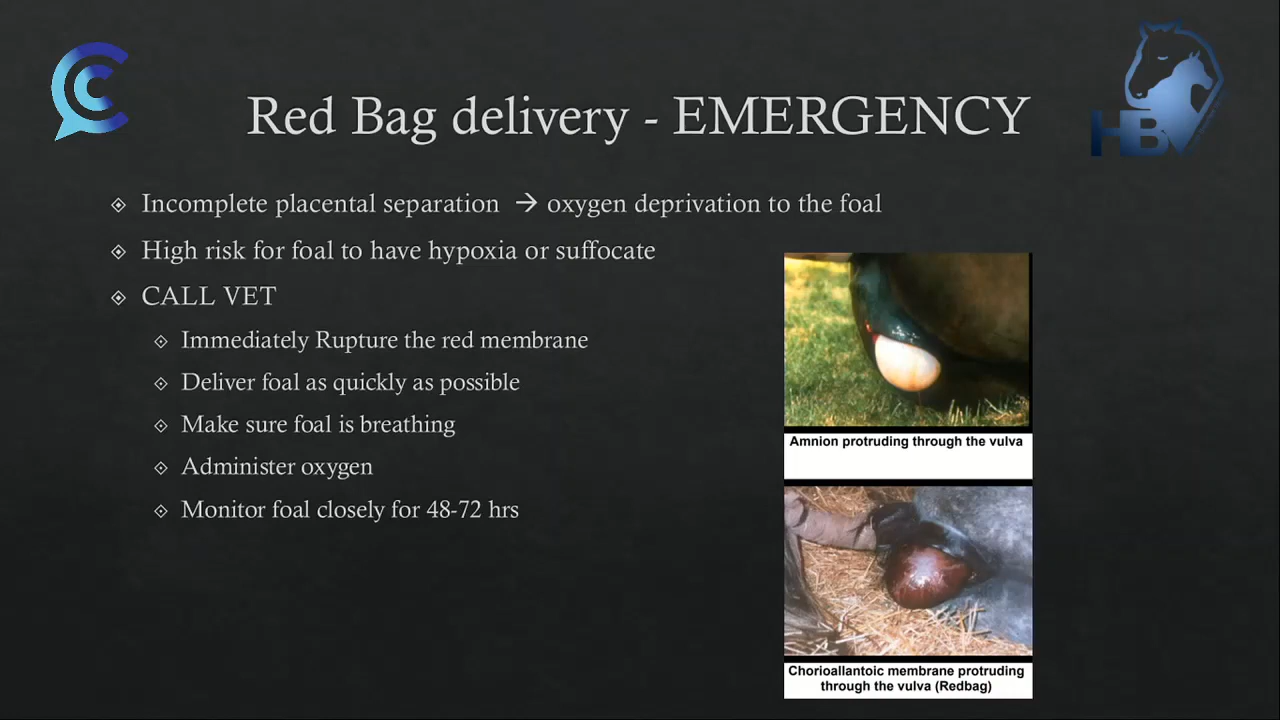 Red Bag delivery - EMERGENCY
Incomplete placental separation → oxygen deprivation to the foal
High risk for foal to have hypoxia or suffocate
CALL VET
Immediately Rupture the red membrane
Deliver foal as quickly as possible
Make sure foal is breathing
Administer oxygen
Monitor foal closely for 48-72 hrs
Amnion protruding through the vulva
Chorioallantoic membrane protruding
through the vulva (Redbag)
HBV